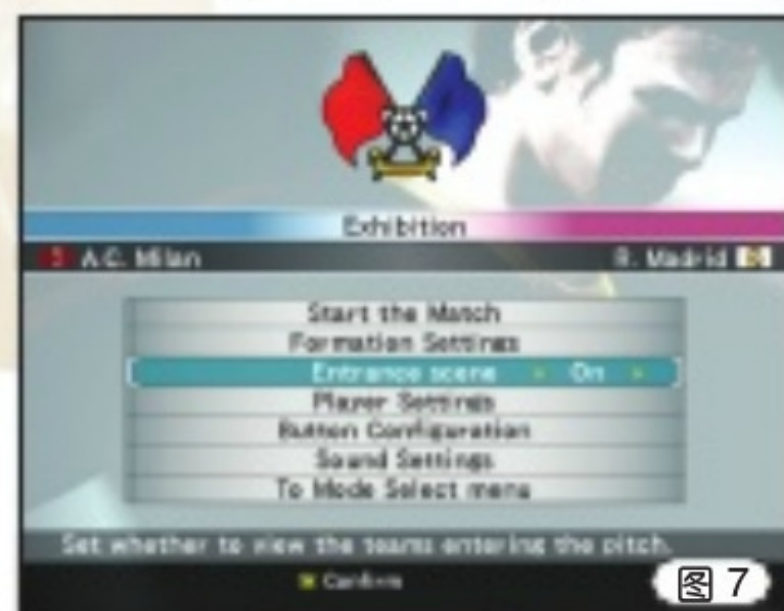 Exhibition
A.C. Milan R. Madrid
Start the Match
Formation Settings
Entrance scene On
Player Settings
Button Configuration
Sound Settings
To Mode Select menu
Set whether to view the teams entering the pitch.
Confirm
图 7